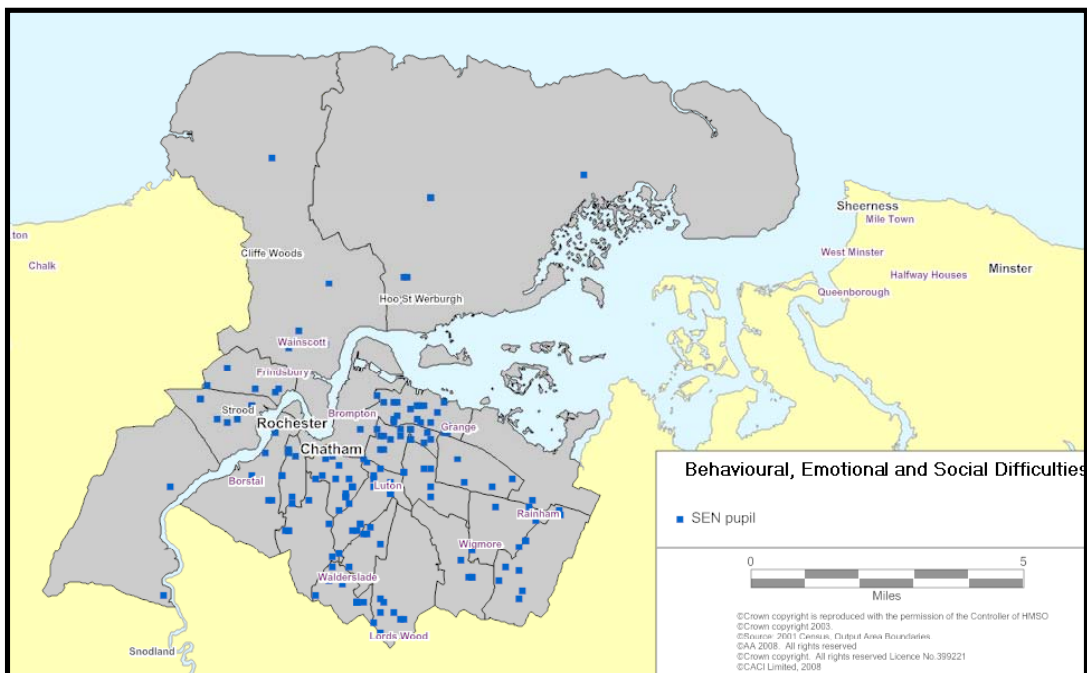 Sheerness
Mile Town
ton
Cliffe Woods
West Minster
Chalk
Halfway Houses
Minster
Queenborough
Hoo St Werburgh
Wainscott
Frindsbury
Strood
Brompton
Rochester
Grange
Chatham
Borstal
Luton
Rainham
Wigmore
Walderslade
Lords Wood
Snodland
Behavioural, Emotional and Social Difficulties
SEN pupil
0 5
Miles
©Crown copyright is reproduced with the permission of the Controller of HMSO
©Crown copyright 2003.
©Source: 2001 Census, Output Area Boundaries
©AA 2008. All rights reserved
©Crown copyright. All rights reserved Licence No.399221
©CACI Limited, 2008